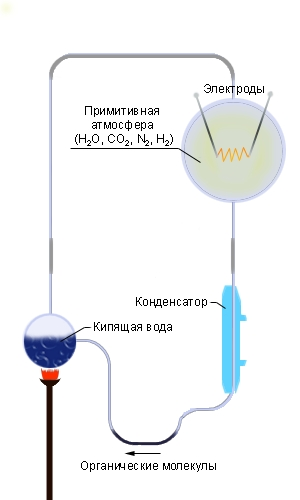 Электроды
Примитивная
атмосфера
(H₂O, CO₂, N₂, H₂)
Конденсатор
Кипящая вода
Органические молекулы